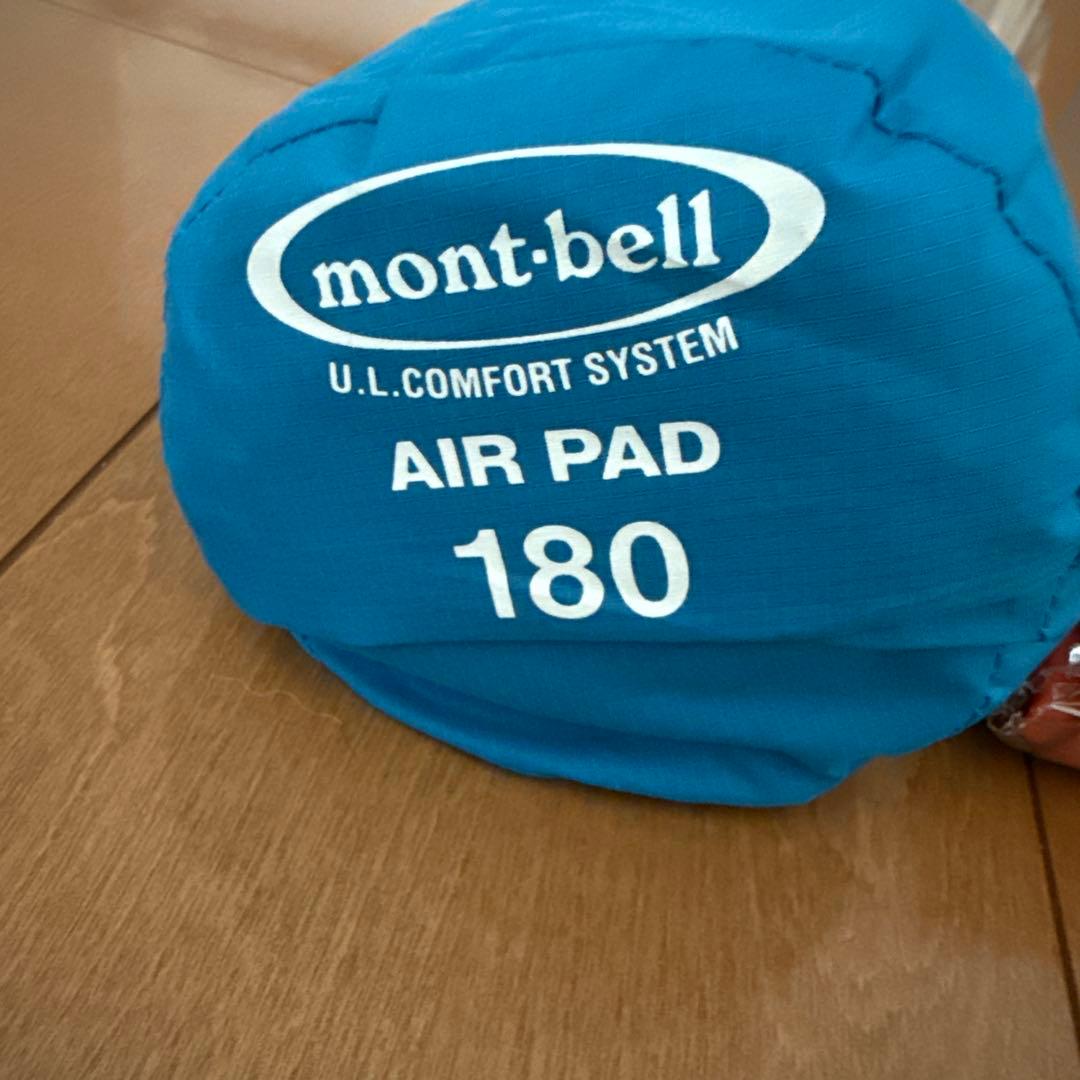 mont·bell
U.L.COMFORT SYSTEM
AIR PAD
180